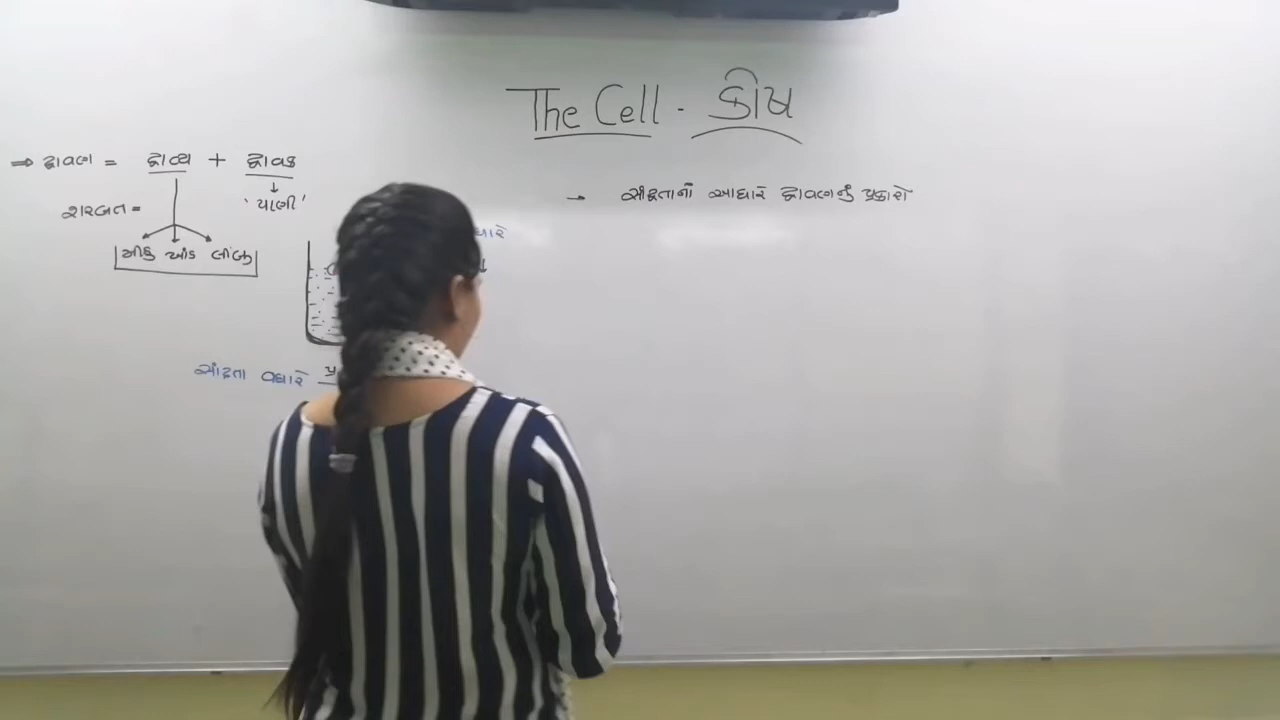 The Cell - કોષ
⇒ દ્રાવણ = દ્રાવ્ય + દ્રાવક
↓
શરબત =
'પાણી'
મીઠું ખાંડ લીંબુ
સાંદ્રતા વધારે
→ સાંદ્રતાનાં આધારે દ્રાવણનું પ્રકારો